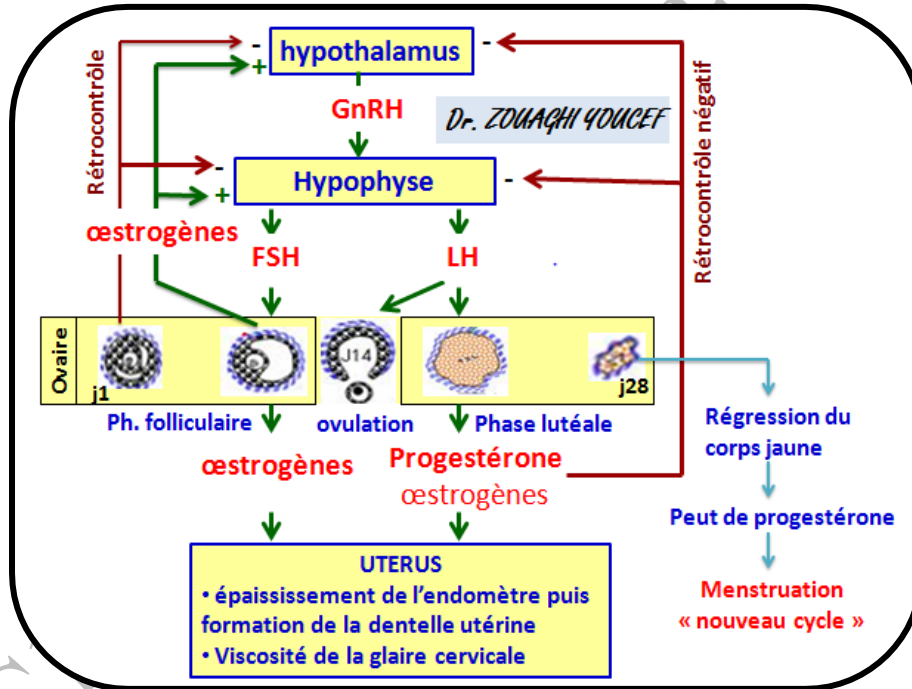 - hypothalamus -
+
GnRH
Dr. ZOUAGHI YOUCEF
Rétrocontrôle
Rétrocontrôle négatif
- Hypophyse -
+
œstrogènes
FSH
LH
Ovaire
j1
J14
j28
Ph. folliculaire
ovulation
Phase lutéale
œstrogènes
Progestérone
œstrogènes
Régression du
corps jaune
Peut de progestérone
Menstruation
« nouveau cycle »
UTERUS
• épaississement de l'endomètre puis
formation de la dentelle utérine
• Viscosité de la glaire cervicale